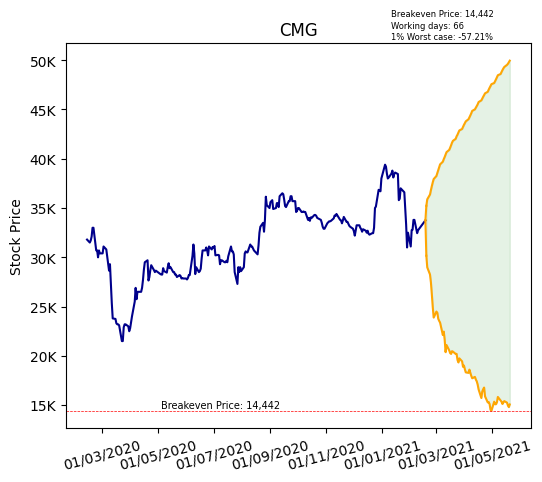 Breakeven Price: 14,442
Working days: 66
1% Worst case: -57.21%
CMG
Stock Price
50K
45K
40K
35K
30K
25K
20K
15K
Breakeven Price: 14,442
01/03/2020
01/05/2020
01/07/2020
01/09/2020
01/11/2020
01/01/2021
01/03/2021
01/05/2021